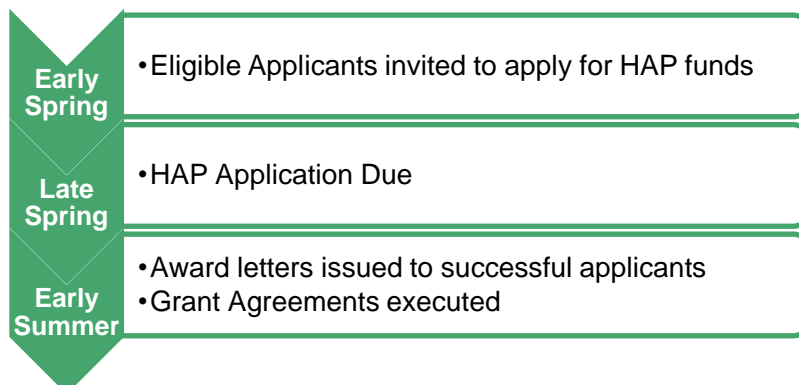 Early
Spring
•Eligible Applicants invited to apply for HAP funds
Late
Spring
•HAP Application Due
Early
Summer
•Award letters issued to successful applicants
•Grant Agreements executed